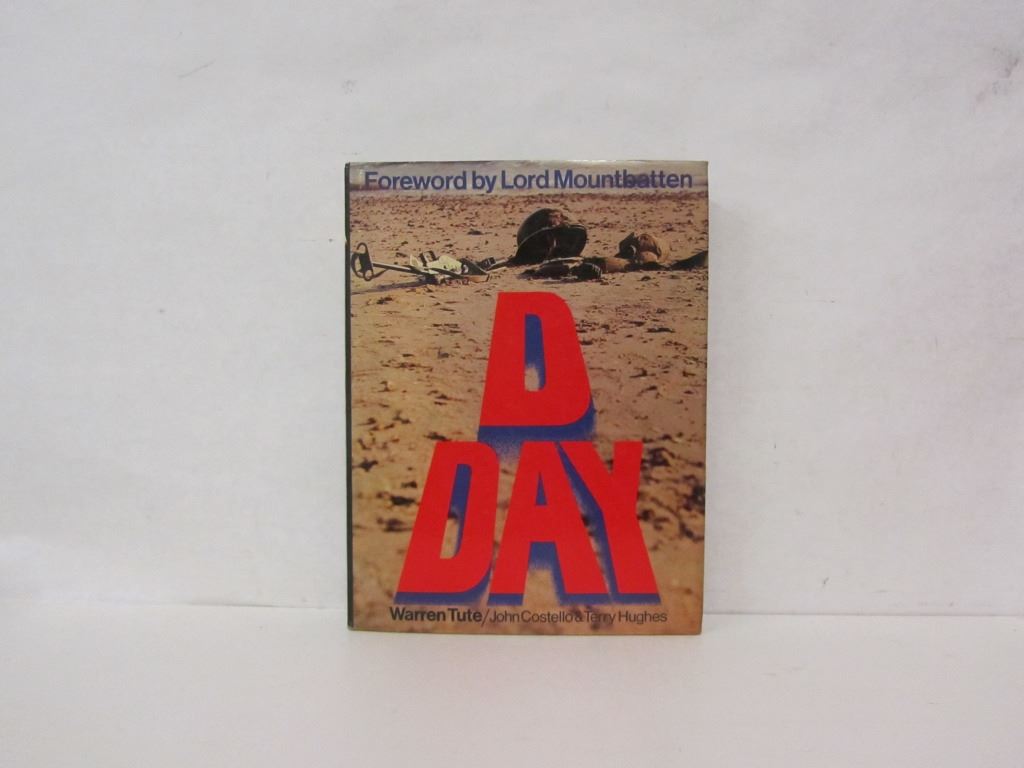 Foreword by Lord Mountbatten
D
DAY
Warren Tute/John Costello & Terry Hughes